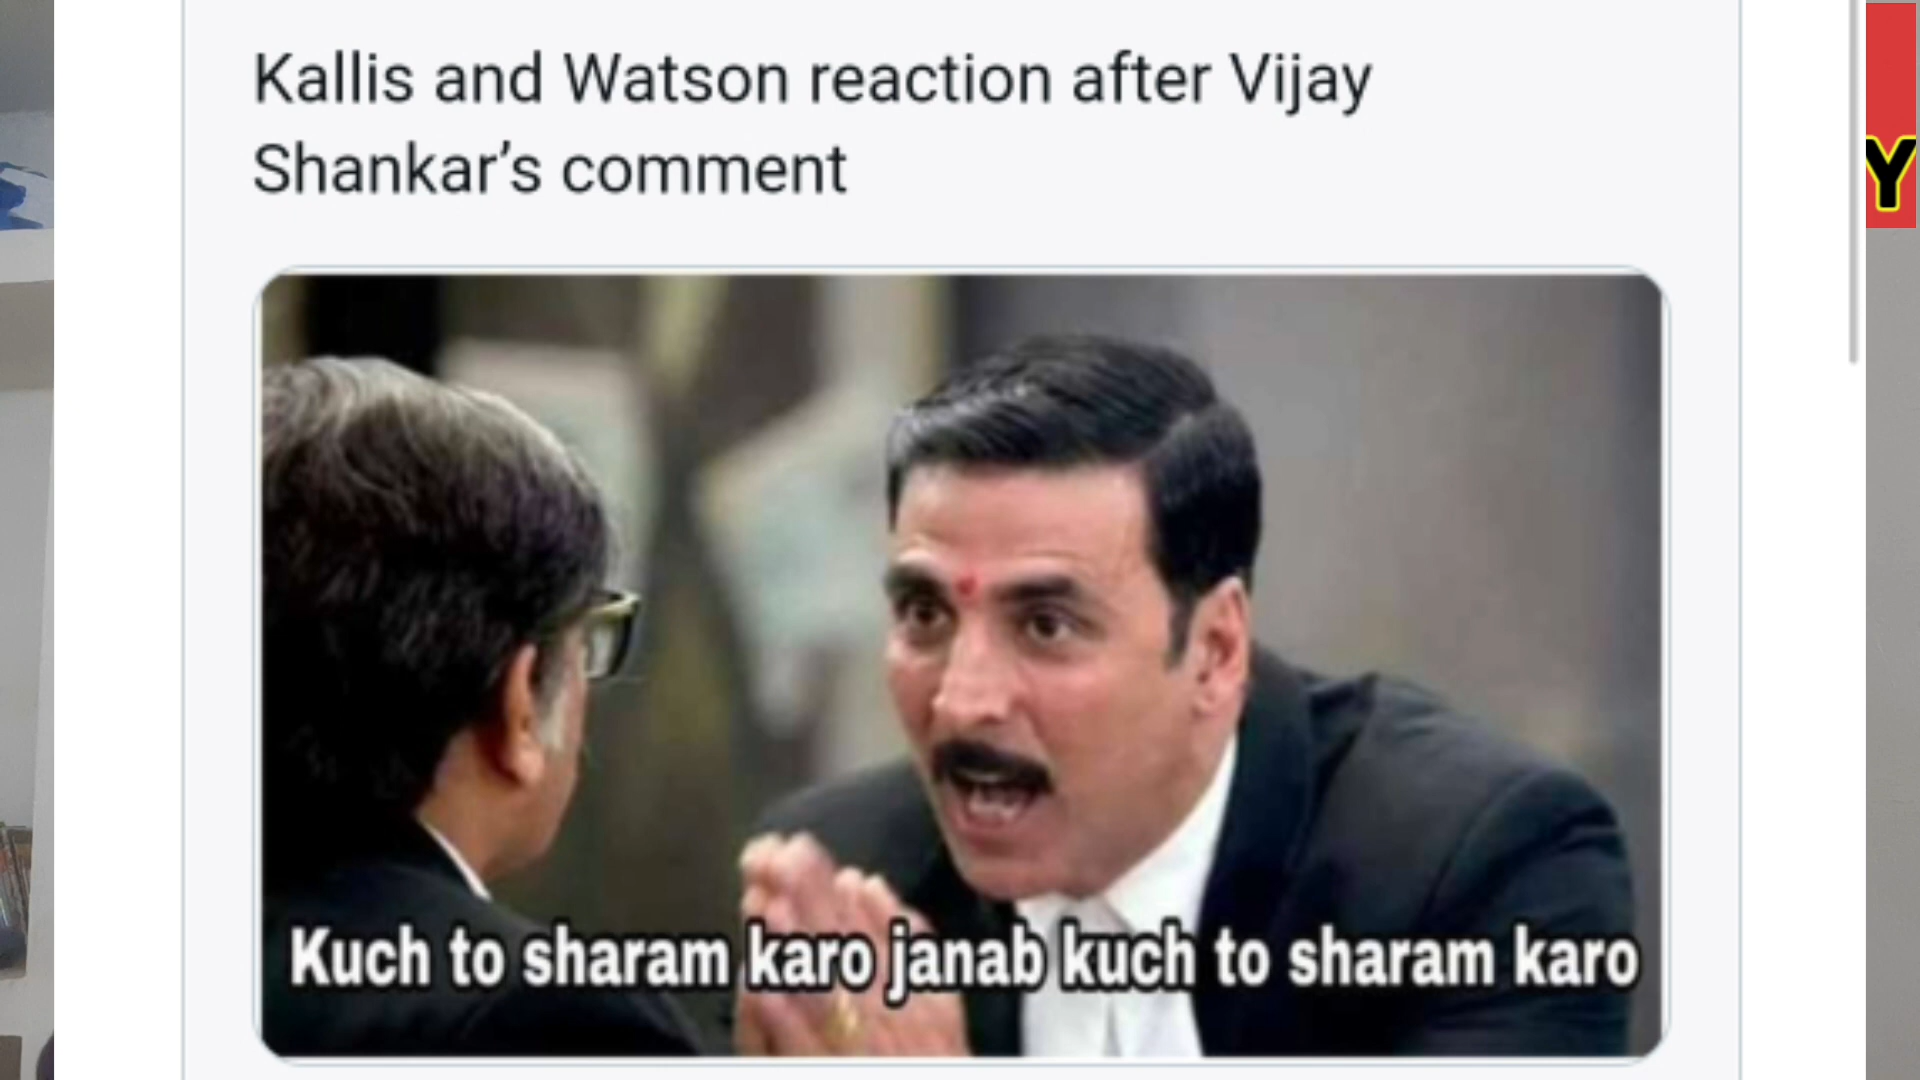 Kallis and Watson reaction after Vijay
Shankar’s comment
Y
Kuch to sharam karo janab kuch to sharam karo